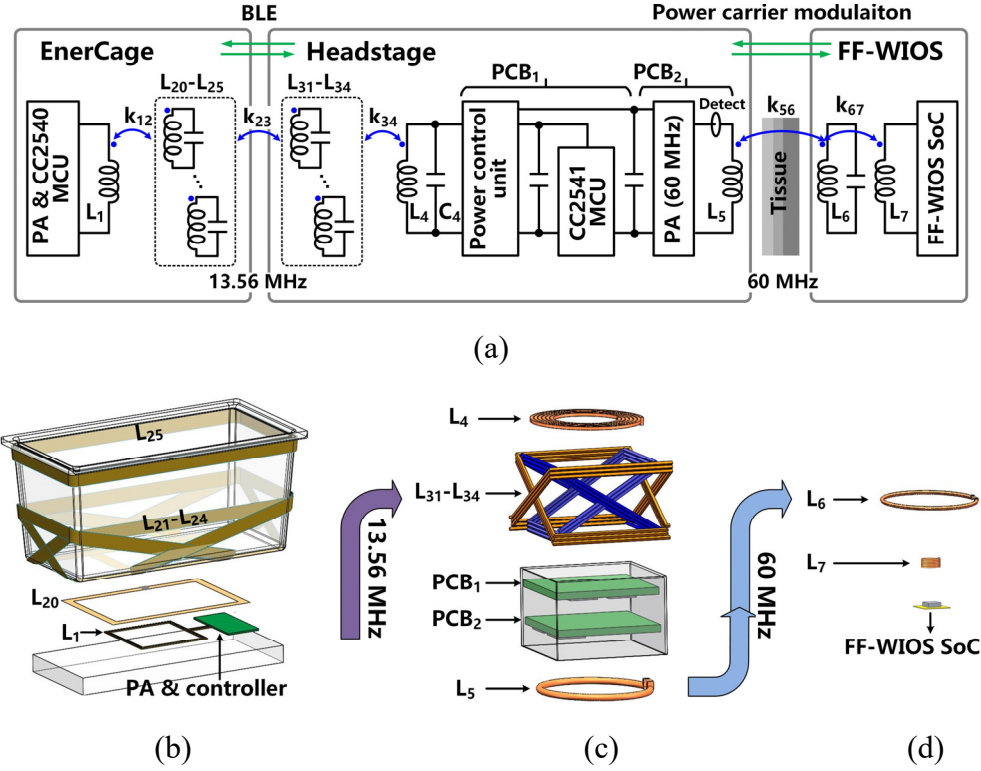 BLE
Power carrier modulaiton
EnerCage
Headstage
FF-WIOS
L20-L25
L31-L34
PCB1
PCB2
Detect
k12
k23
k34
k56
k67
PA & CC2540
MCU
L1
L4
C4
Power control
unit
CC2541
MCU
PA (60 MHz)
L5
Tissue
L6
L7
FF-WIOS SoC
13.56 MHz
60 MHz
(a)
L25
L21-L24
L20
L1
PA & controller
13.56 MHz
L4
L31-L34
PCB1
PCB2
L5
60 MHz
L6
L7
FF-WIOS SoC
(b)
(c)
(d)